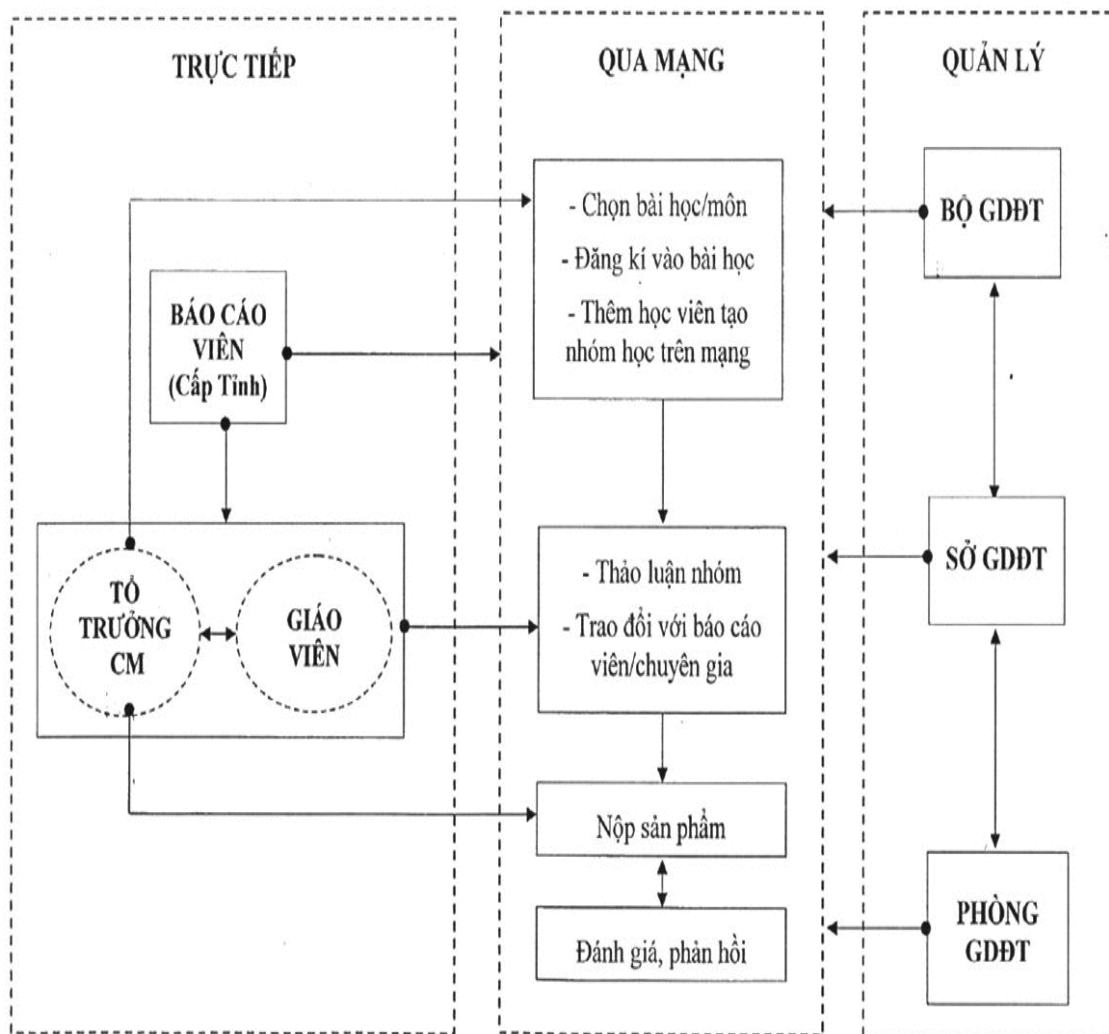 TRỰC TIẾP
QUA MẠNG
QUẢN LÝ
- Chọn bài học/môn
- Đăng kí vào bài học
- Thêm học viên tạo
nhóm học trên mạng
BỘ GDĐT
BÁO CÁO
VIÊN
(Cấp Tỉnh)
TỔ
TRƯỞNG
CM
GIÁO
VIÊN
- Thảo luận nhóm
- Trao đổi với báo cáo
viên/chuyên gia
SỞ GDĐT
Nộp sản phẩm
Đánh giá, phản hồi
PHÒNG
GDĐT